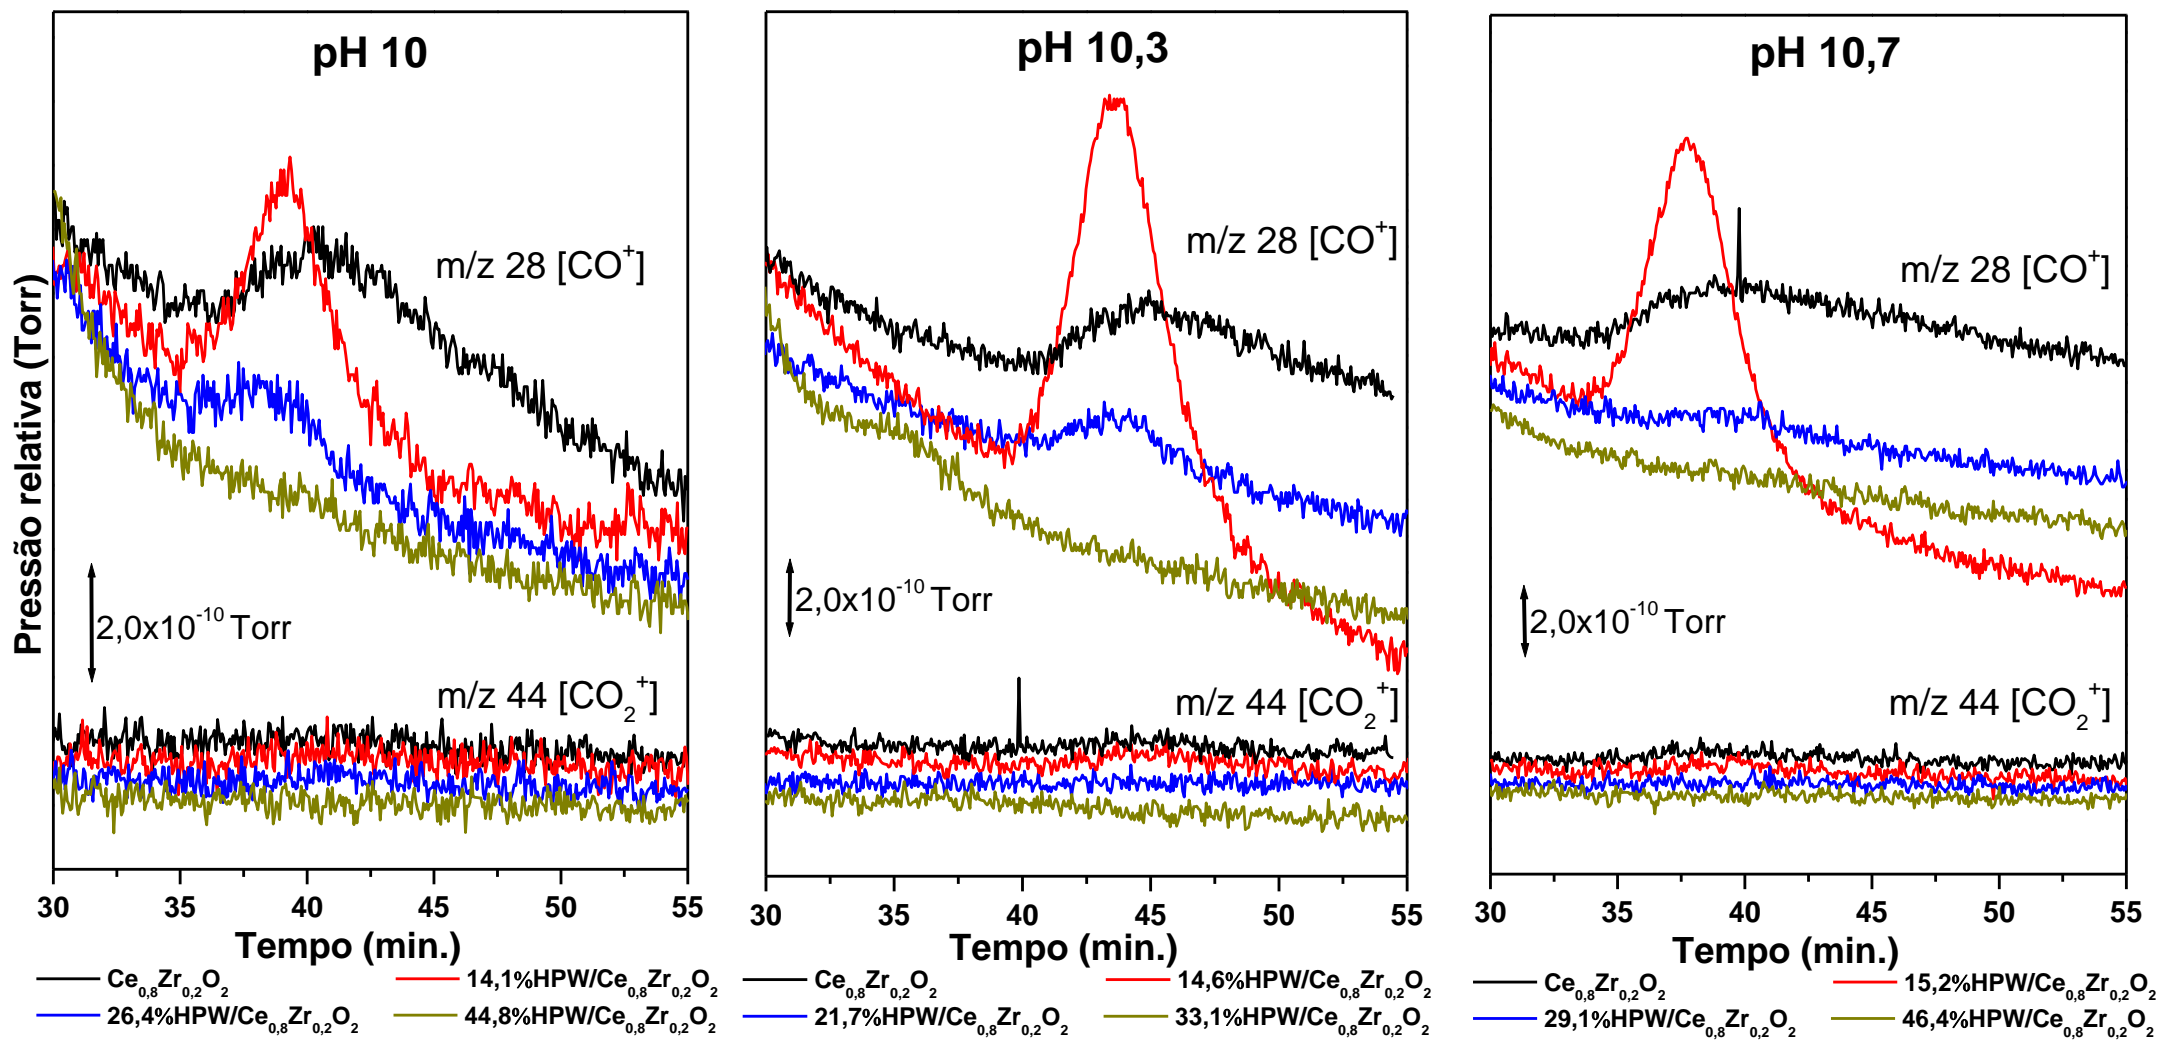 pH 10
pH 10,3
pH 10,7
Pressão relativa (Torr)
m/z 28 [CO⁺]
m/z 28 [CO⁺]
m/z 28 [CO⁺]
2,0x10⁻¹⁰ Torr
2,0x10⁻¹⁰ Torr
2,0x10⁻¹⁰ Torr
m/z 44 [CO₂⁺]
m/z 44 [CO₂⁺]
m/z 44 [CO₂⁺]
30 35 40 45 50 55
30 35 40 45 50 55
30 35 40 45 50 55
Tempo (min.)
Tempo (min.)
Tempo (min.)
Ce₀,₈Zr₀,₂O₂
14,1%HPW/Ce₀,₈Zr₀,₂O₂
26,4%HPW/Ce₀,₈Zr₀,₂O₂
44,8%HPW/Ce₀,₈Zr₀,₂O₂
Ce₀,₈Zr₀,₂O₂
14,6%HPW/Ce₀,₈Zr₀,₂O₂
21,7%HPW/Ce₀,₈Zr₀,₂O₂
33,1%HPW/Ce₀,₈Zr₀,₂O₂
Ce₀,₈Zr₀,₂O₂
15,2%HPW/Ce₀,₈Zr₀,₂O₂
29,1%HPW/Ce₀,₈Zr₀,₂O₂
46,4%HPW/Ce₀,₈Zr₀,₂O₂